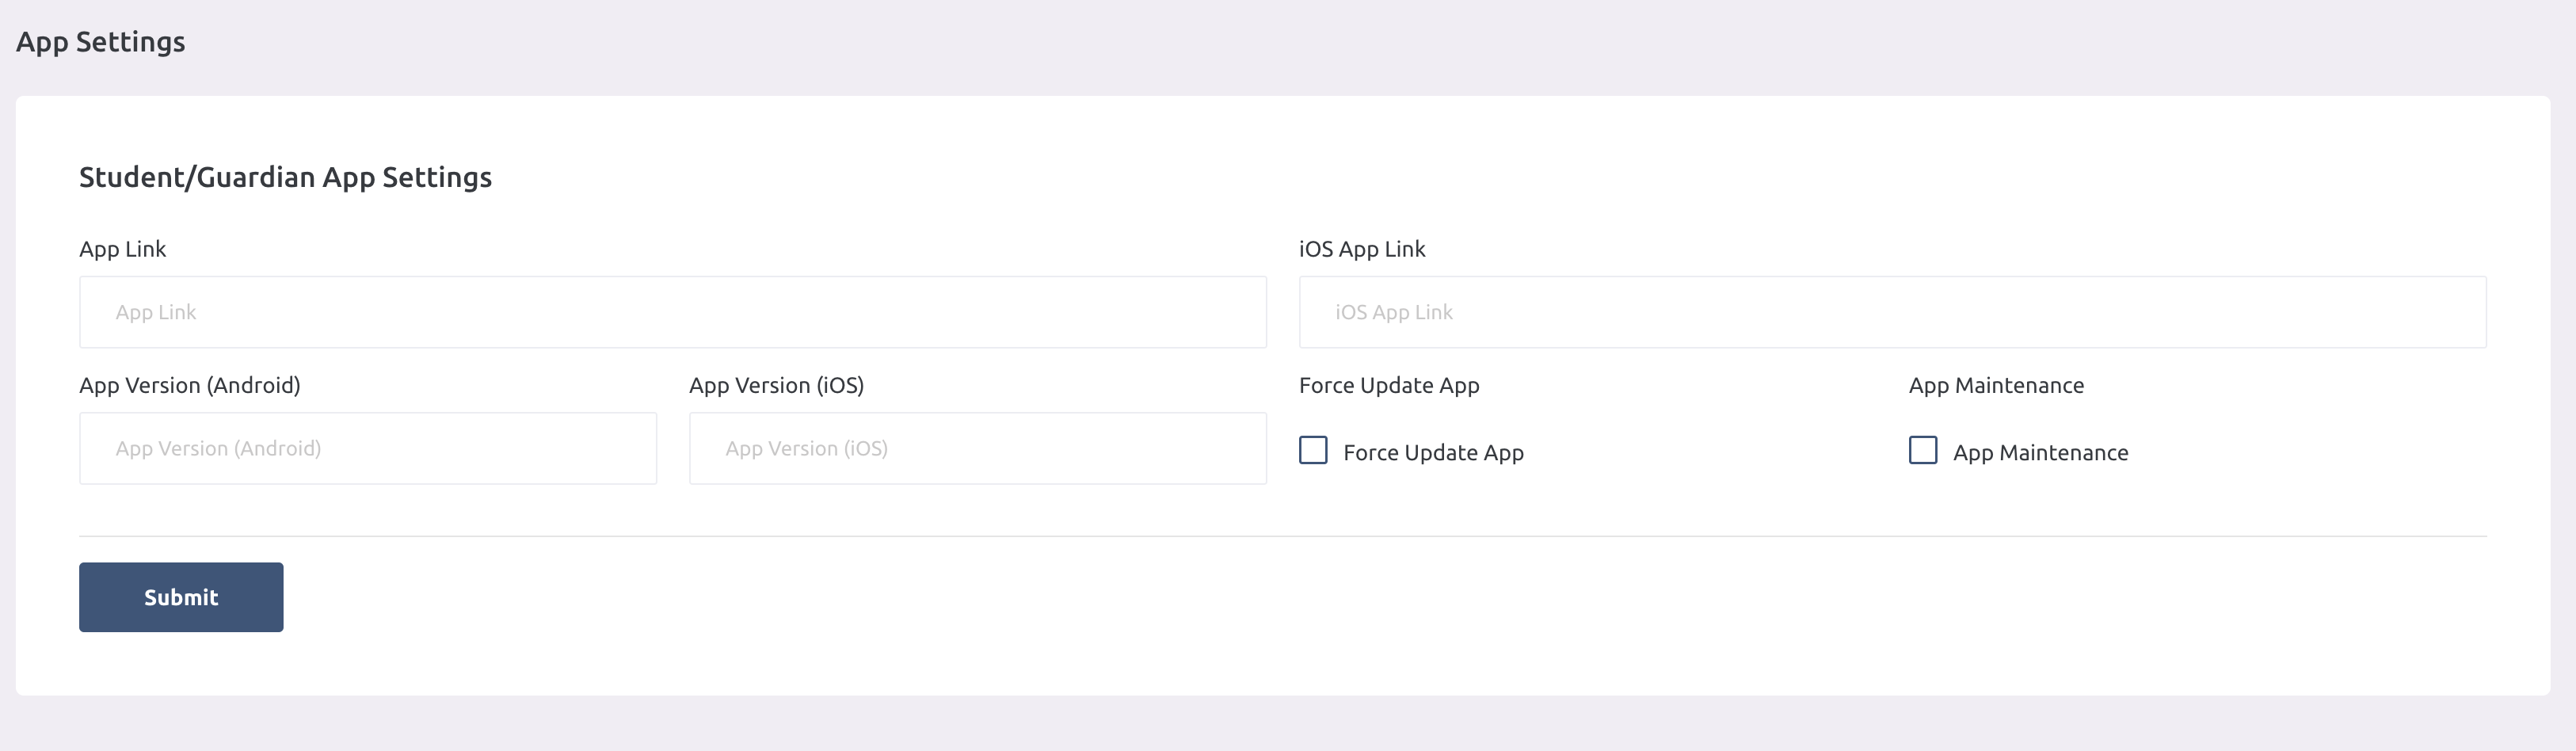 App Settings
Student/Guardian App Settings
App Link
iOS App Link
App Link
iOS App Link
App Version (Android)
App Version (iOS)
Force Update App
App Maintenance
App Version (Android)
App Version (iOS)
Force Update App
App Maintenance
Submit